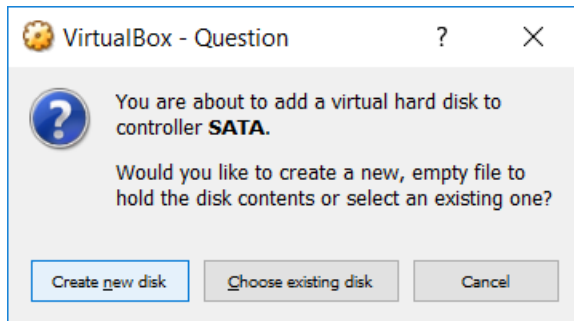 VirtualBox - Question
?
You are about to add a virtual hard disk to
controller SATA.
Would you like to create a new, empty file to
hold the disk contents or select an existing one?
Create new disk
Choose existing disk
Cancel